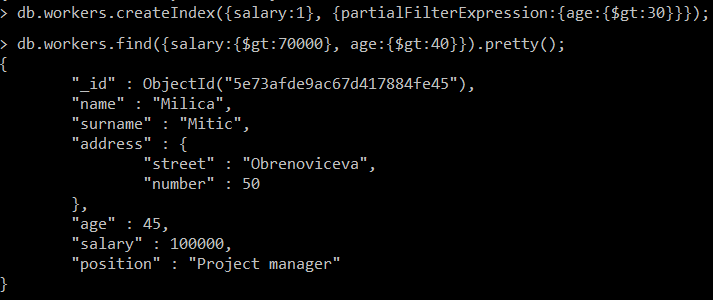 > db.workers.createIndex({salary:1}, {partialFilterExpression:{age:{$gt:30}}});
> db.workers.find({salary:{$gt:70000}, age:{$gt:40}}).pretty();
{
        "_id" : ObjectId("5e73afde9ac67d417884fe45"),
        "name" : "Milica",
        "surname" : "Mitic",
        "address" : {
                "street" : "Obrenoviceva",
                "number" : 50
        },
        "age" : 45,
        "salary" : 100000,
        "position" : "Project manager"
}